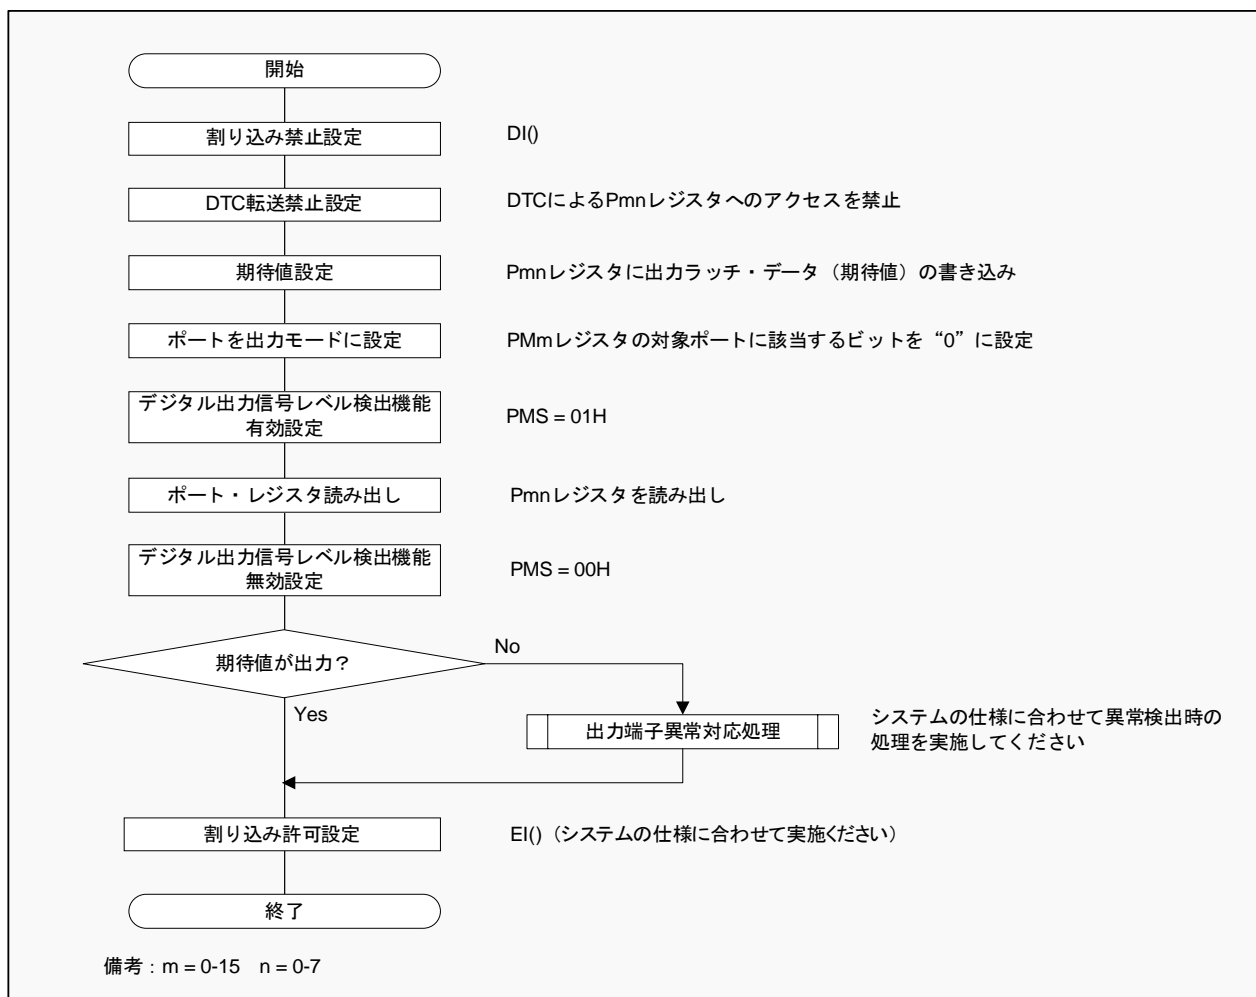 開始
割り込み禁止設定
DI()
DTC転送禁止設定
DTCによるPmnレジスタへのアクセスを禁止
期待値設定
Pmnレジスタに出力ラッチ・データ（期待値）の書き込み
ポートを出力モードに設定
PMmレジスタの対象ポートに該当するビットを“0”に設定
デジタル出力信号レベル検出機能
有効設定
PMS = 01H
ポート・レジスタ読み出し
Pmnレジスタを読み出し
デジタル出力信号レベル検出機能
無効設定
PMS = 00H
期待値が出力？
No
Yes
出力端子異常対応処理
システムの仕様に合わせて異常検出時の
処理を実施してください
割り込み許可設定
EI()（システムの仕様に合わせて実施ください）
終了
備考：m = 0-15 n = 0-7